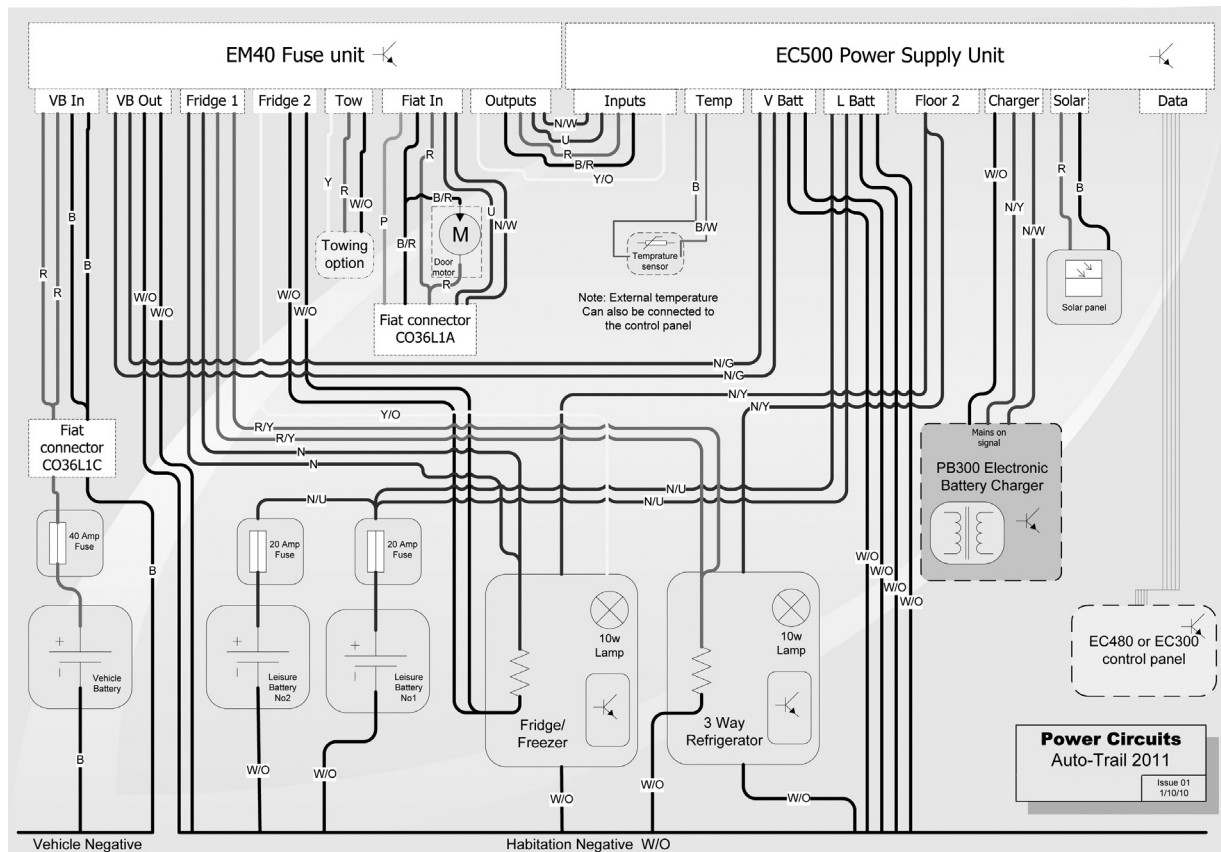 EM40 Fuse unit
EC500 Power Supply Unit
VB In
VB Out
Fridge 1
Fridge 2
Tow
Fiat In
Outputs
Inputs
Temp
V Batt
L Batt
Floor 2
Charger
Solar
Data
N/W
U
R
B/R
Y/O
Y
R
W/O
P
R
B/R
B/R
U
N/W
M
Door
motor
R
B
B/W
Temprature
sensor
W/O
N/Y
N/W
R
B
Towing
option
Fiat connector
CO36L1A
Note: External temperature
Can also be connected to
the control panel
Solar panel
B
B
R
R
W/O
W/O
W/O
W/O
N/G
N/G
N/Y
N/Y
Y/O
R/Y
R/Y
N
N
N/U
N/U
N/U
Fiat
connector
CO36L1C
Mains on
signal
PB300 Electronic
Battery Charger
40 Amp
Fuse
20 Amp
Fuse
20 Amp
Fuse
B
W/O
W/O
W/O
W/O
10w
Lamp
10w
Lamp
+
−
Vehicle
Battery
+
−
Leisure
Battery
No2
+
−
Leisure
Battery
No1
Fridge/
Freezer
3 Way
Refrigerator
EC480 or EC300
control panel
B
W/O
W/O
W/O
W/O
W/O
Power Circuits
Auto-Trail 2011
Issue 01
1/10/10
Vehicle Negative
Habitation Negative W/O